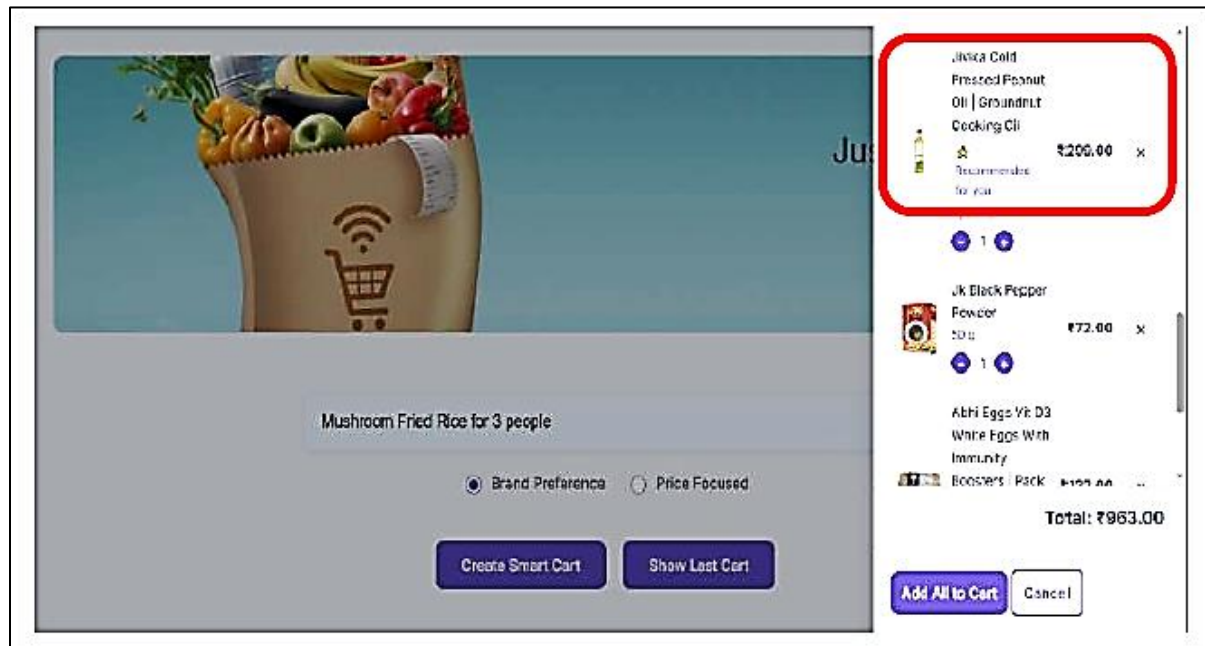 Jus
Mushroom Fried Rice for 3 people
Brand Preference
Price Focused
Create Smart Cart
Show Last Cart
Jivika Cold
Pressed Peanut
Oil | Groundnut
Cooking Oil
Recommended
for you
1
Jk Black Pepper
Powder
50 g
₹72.00 ×
1
Abhi Eggs Vit D3
White Eggs With
Immunity
Boosters | Pack
Total: ₹963.00
Add All to Cart
Cancel